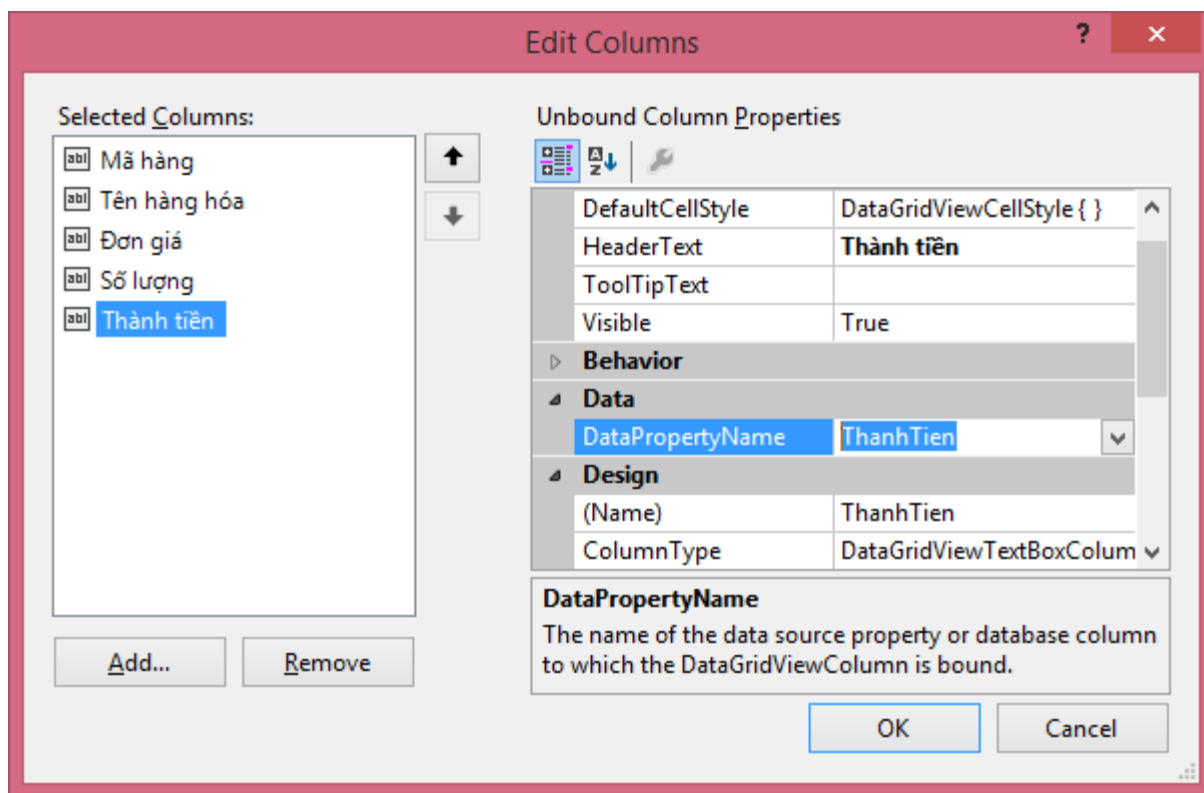 Edit Columns
?
Selected Columns:
Mã hàng
Tên hàng hóa
Đơn giá
Số lượng
Thành tiền
Add...
Remove
Unbound Column Properties
DefaultCellStyle DataGridViewCellStyle { }
HeaderText Thành tiền
ToolTipText
Visible True
Behavior
Data
DataPropertyName ThanhTien
Design
(Name) ThanhTien
ColumnType DataGridViewTextBoxColum
DataPropertyName
The name of the data source property or database column
to which the DataGridViewColumn is bound.
OK
Cancel